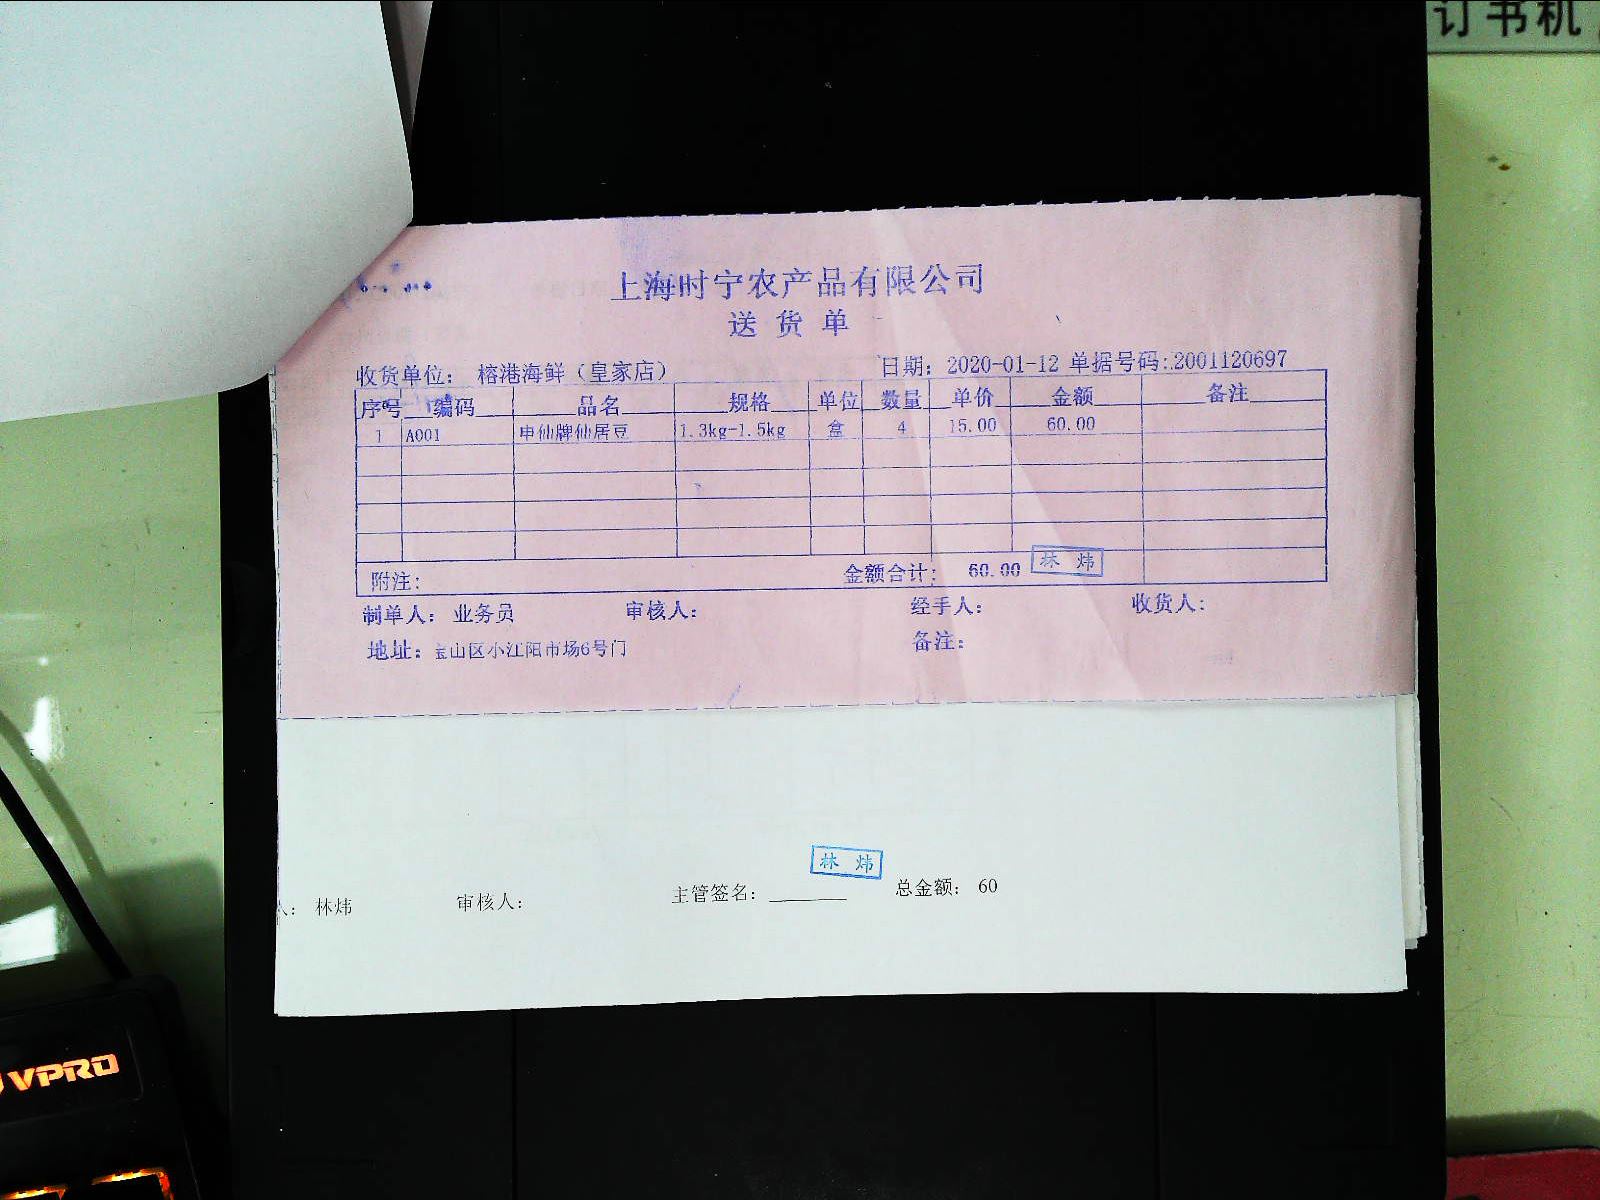 订书机
上海时宁农产品有限公司
送货单
收货单位： 榕港海鲜（皇家店） 日期：2020-01-12 单据号码:2001120697
序号 编码 品名 规格 单位 数量 单价 金额 备注
1 A001 申仙牌仙居豆 1.3kg-1.5kg 盒 4 15.00 60.00
附注: 金额合计: 60.00 林 炜
制单人： 业务员 审核人: 经手人: 收货人:
地址：宝山区小江阳市场6号门 备注：
林 炜
人： 林炜 审核人： 主管签名：________ 总金额： 60
VPRO